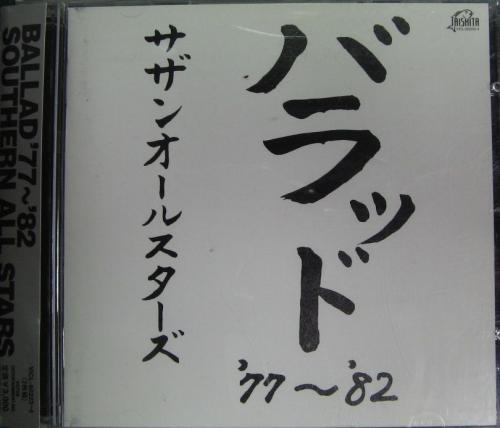 バラッド
'77～'82
サザンオールスターズ
TAISHITA
BALLAD '77～'82
SOUTHERN ALL STARS